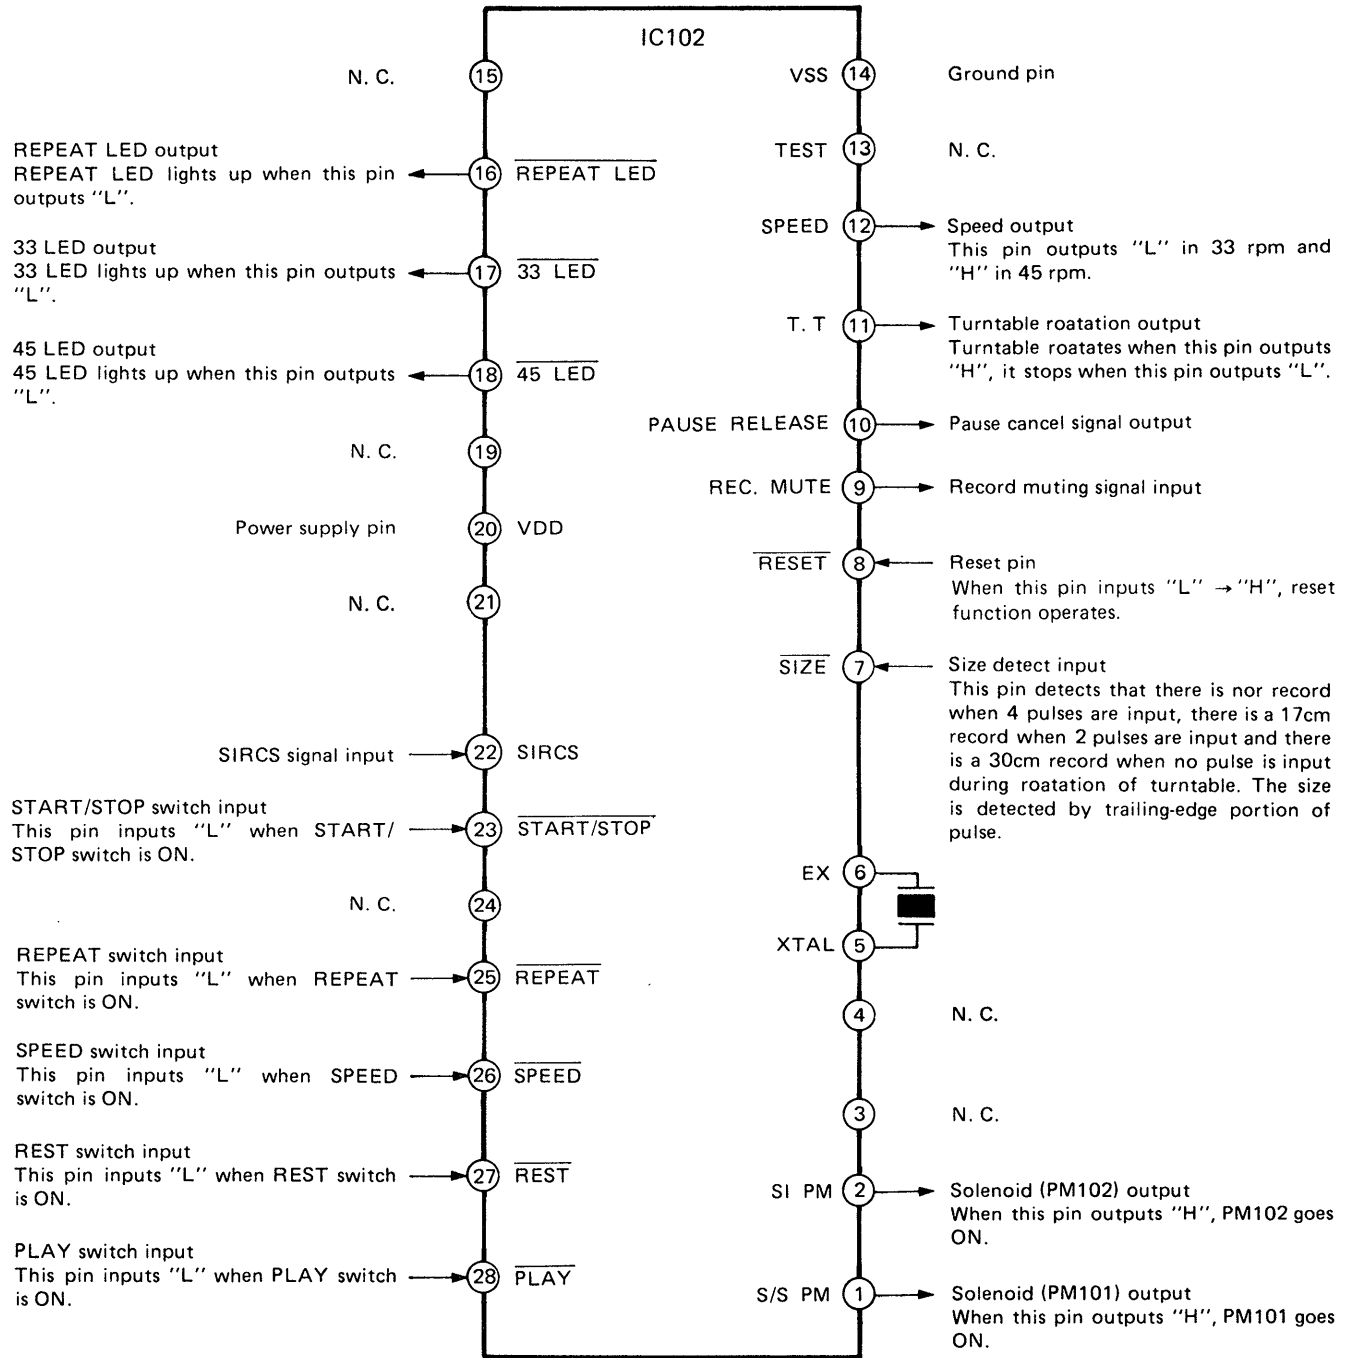 IC102
N. C. 15
REPEAT LED output
REPEAT LED lights up when this pin
outputs "L".
16 REPEAT LED
33 LED output
33 LED lights up when this pin outputs
"L".
17 33 LED
45 LED output
45 LED lights up when this pin outputs
"L".
18 45 LED
N. C. 19
Power supply pin 20 VDD
N. C. 21
SIRCS signal input 22 SIRCS
START/STOP switch input
This pin inputs "L" when START/
STOP switch is ON.
23 START/STOP
N. C. 24
REPEAT switch input
This pin inputs "L" when REPEAT
switch is ON.
25 REPEAT
SPEED switch input
This pin inputs "L" when SPEED
switch is ON.
26 SPEED
REST switch input
This pin inputs "L" when REST switch
is ON.
27 REST
PLAY switch input
This pin inputs "L" when PLAY switch
is ON.
28 PLAY
VSS 14 Ground pin
TEST 13 N. C.
SPEED 12 Speed output
This pin outputs "L" in 33 rpm and
"H" in 45 rpm.
T. T 11 Turntable roatation output
Turntable roatates when this pin outputs
"H", it stops when this pin outputs "L".
PAUSE RELEASE 10 Pause cancel signal output
REC. MUTE 9 Record muting signal input
RESET 8 Reset pin
When this pin inputs "L" → "H", reset
function operates.
SIZE 7 Size detect input
This pin detects that there is nor record
when 4 pulses are input, there is a 17cm
record when 2 pulses are input and there
is a 30cm record when no pulse is input
during roatation of turntable. The size
is detected by trailing-edge portion of
pulse.
EX 6
XTAL 5
4 N. C.
3 N. C.
SI PM 2 Solenoid (PM102) output
When this pin outputs "H", PM102 goes
ON.
S/S PM 1 Solenoid (PM101) output
When this pin outputs "H", PM101 goes
ON.